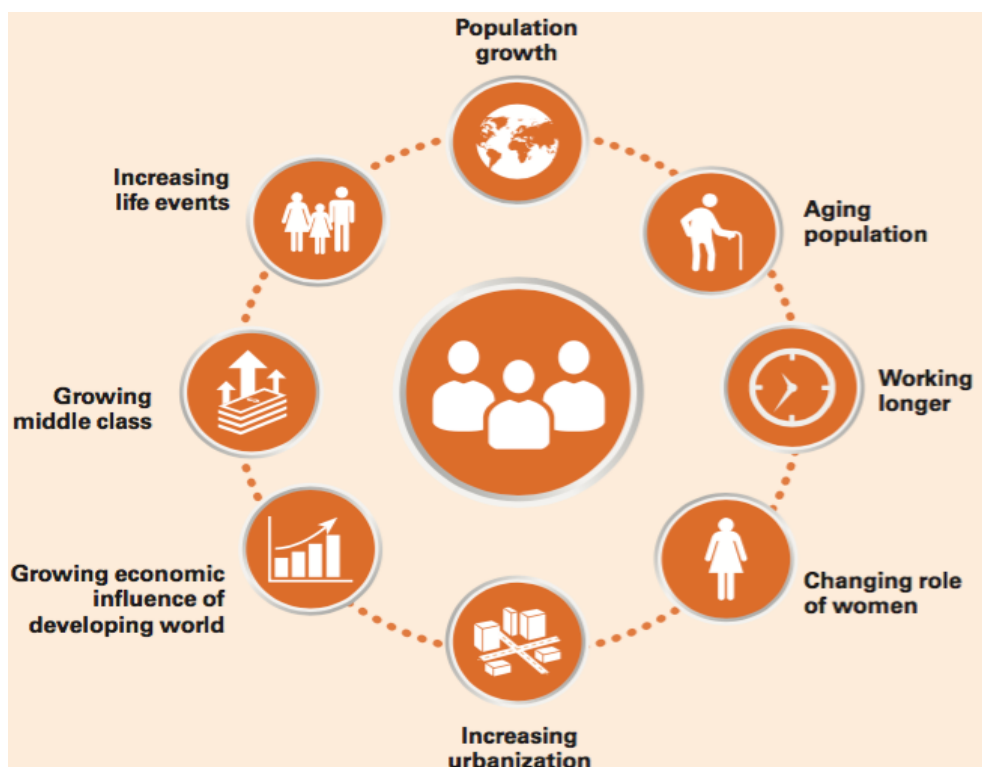 Population
growth
Aging
population
Working
longer
Changing role
of women
Increasing
urbanization
Growing economic
influence of
developing world
Growing
middle class
Increasing
life events